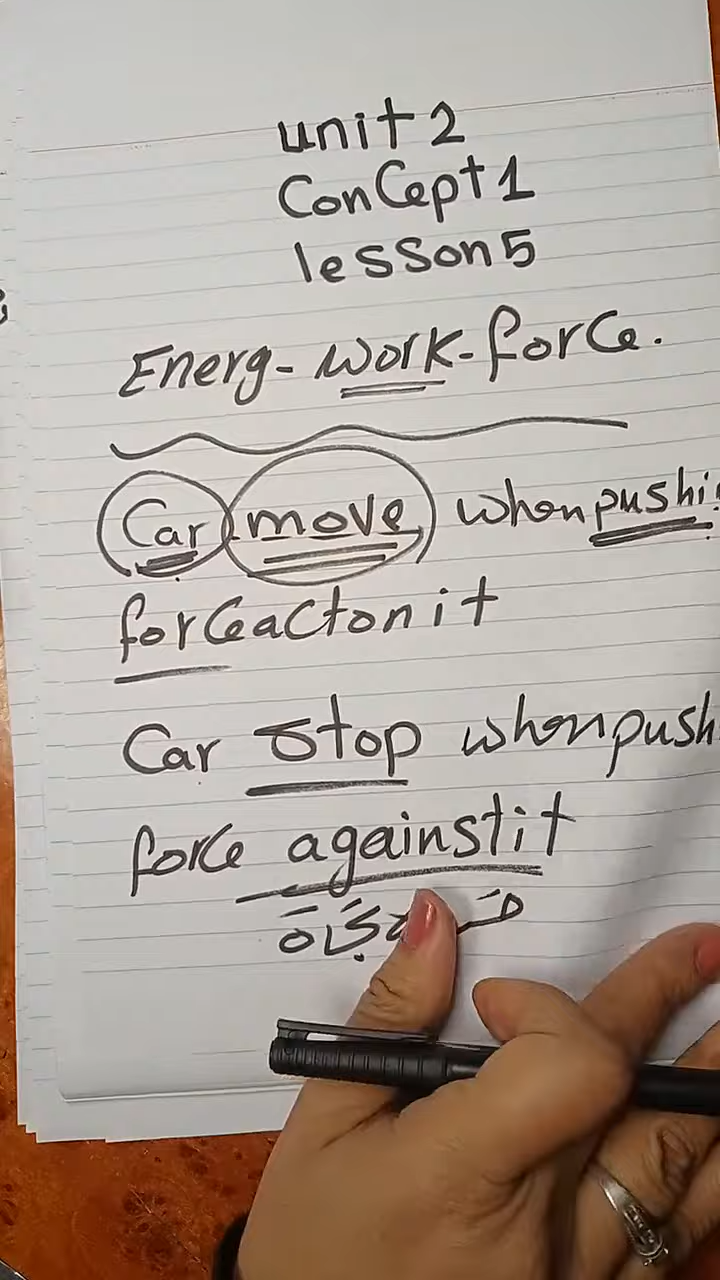 unit 2
Concept 1
lesson 5
Energ - work - force.
Car move when pushi
force act on it
Car stop when push
force against it